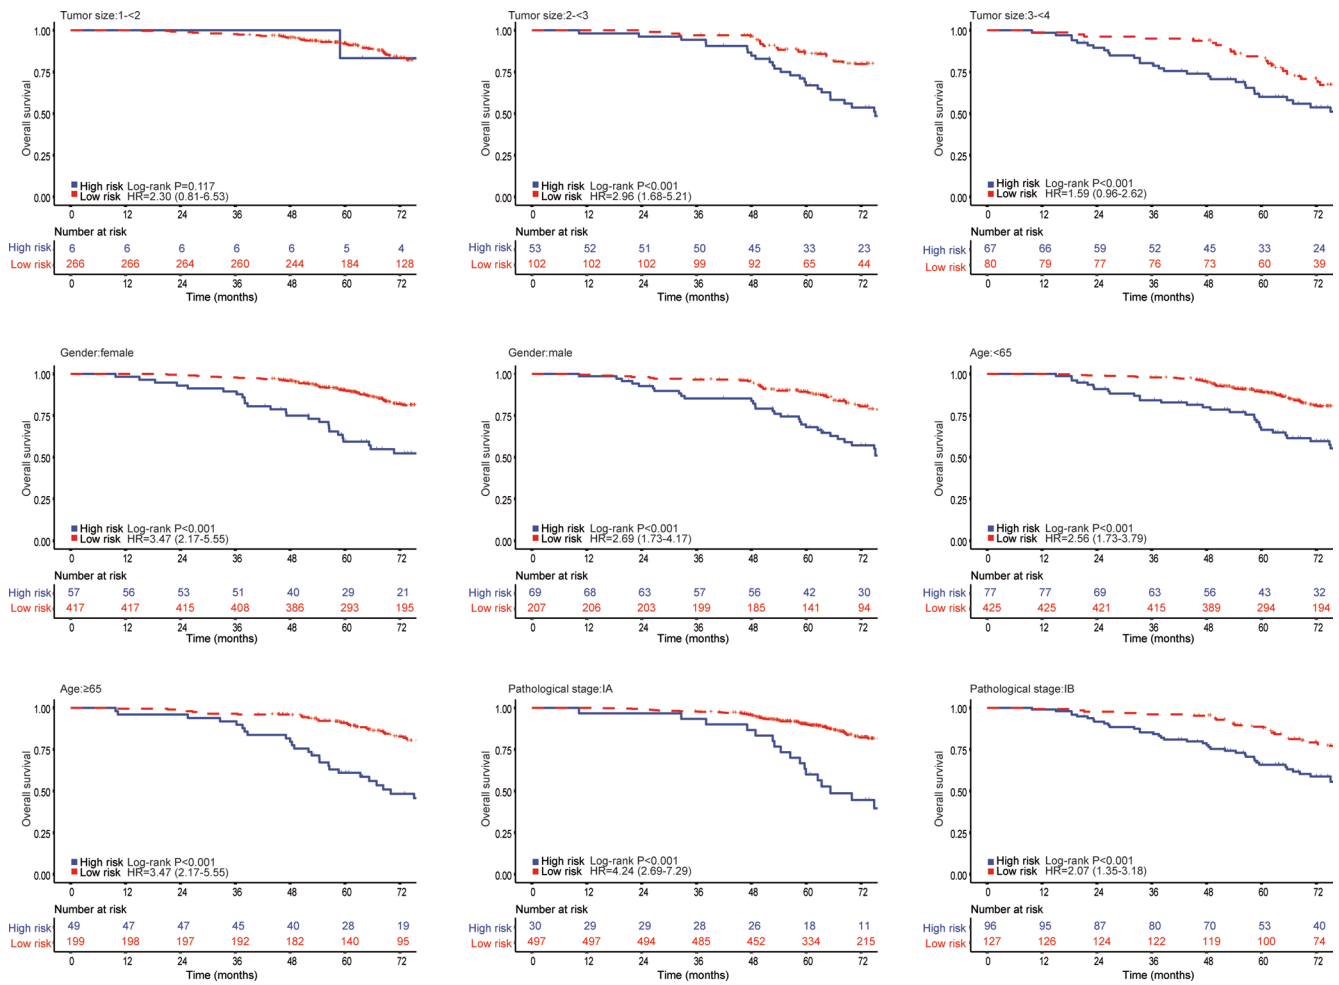 Tumor size:1-<2
1.00
0.75
0.50
0.25
0.00
Overall survival
High risk Log-rank P=0.117
Low risk HR=2.30 (0.81-6.53)
0 12 24 36 48 60 72
Number at risk
High risk 6 6 6 6 6 5 4
Low risk 266 266 264 260 244 184 128
0 12 24 36 48 60 72
Time (months)
Tumor size:2-<3
1.00
0.75
0.50
0.25
0.00
Overall survival
High risk Log-rank P<0.001
Low risk HR=2.96 (1.68-5.21)
0 12 24 36 48 60 72
Number at risk
High risk 53 52 51 50 45 33 23
Low risk 102 102 102 99 92 65 44
0 12 24 36 48 60 72
Time (months)
Tumor size:3-<4
1.00
0.75
0.50
0.25
0.00
Overall survival
High risk Log-rank P<0.001
Low risk HR=1.59 (0.96-2.62)
0 12 24 36 48 60 72
Number at risk
High risk 67 66 59 52 45 33 24
Low risk 80 79 77 76 73 60 39
0 12 24 36 48 60 72
Time (months)
Gender:female
1.00
0.75
0.50
0.25
0.00
Overall survival
High risk Log-rank P<0.001
Low risk HR=3.47 (2.17-5.55)
0 12 24 36 48 60 72
Number at risk
High risk 57 56 53 51 40 29 21
Low risk 417 417 415 408 386 293 195
0 12 24 36 48 60 72
Time (months)
Gender:male
1.00
0.75
0.50
0.25
0.00
Overall survival
High risk Log-rank P<0.001
Low risk HR=2.69 (1.73-4.17)
0 12 24 36 48 60 72
Number at risk
High risk 69 68 63 57 56 42 30
Low risk 207 206 203 199 185 141 94
0 12 24 36 48 60 72
Time (months)
Age:<65
1.00
0.75
0.50
0.25
0.00
Overall survival
High risk Log-rank P<0.001
Low risk HR=2.56 (1.73-3.79)
0 12 24 36 48 60 72
Number at risk
High risk 77 77 69 63 56 43 32
Low risk 425 425 421 415 389 294 194
0 12 24 36 48 60 72
Time (months)
Age:≥65
1.00
0.75
0.50
0.25
0.00
Overall survival
High risk Log-rank P<0.001
Low risk HR=3.47 (2.17-5.55)
0 12 24 36 48 60 72
Number at risk
High risk 49 47 47 45 40 28 19
Low risk 199 198 197 192 182 140 95
0 12 24 36 48 60 72
Time (months)
Pathological stage:IA
1.00
0.75
0.50
0.25
0.00
Overall survival
High risk Log-rank P<0.001
Low risk HR=4.24 (2.69-7.29)
0 12 24 36 48 60 72
Number at risk
High risk 30 29 29 28 26 18 11
Low risk 497 497 494 485 452 334 215
0 12 24 36 48 60 72
Time (months)
Pathological stage:IB
1.00
0.75
0.50
0.25
0.00
Overall survival
High risk Log-rank P<0.001
Low risk HR=2.07 (1.35-3.18)
0 12 24 36 48 60 72
Number at risk
High risk 96 95 87 80 70 53 40
Low risk 127 126 124 122 119 100 74
0 12 24 36 48 60 72
Time (months)